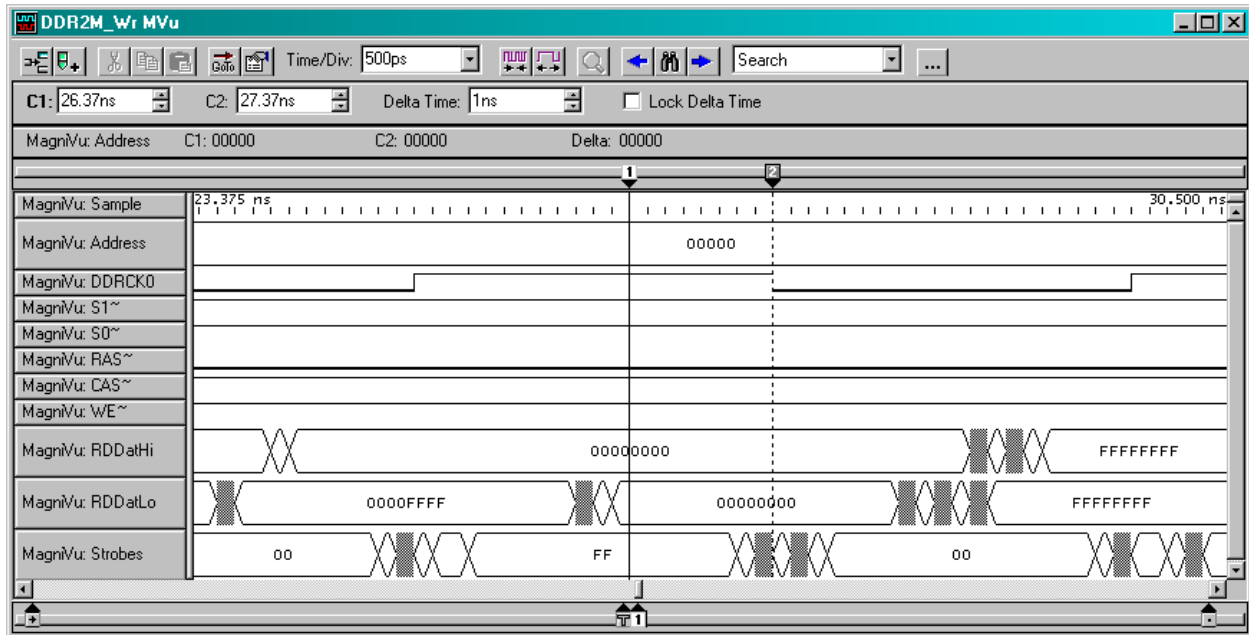 DDR2M_Wr MVu
Goto Time/Div: 500ps Search ...
C1: 26.37ns C2: 27.37ns Delta Time: 1ns Lock Delta Time
MagniVu: Address C1: 00000 C2: 00000 Delta: 00000
1 2
MagniVu: Sample 23.375 ns 30.500 ns
MagniVu: Address 00000
MagniVu: DDRCK0
MagniVu: S1~
MagniVu: S0~
MagniVu: RAS~
MagniVu: CAS~
MagniVu: WE~
MagniVu: RDDatHi 00000000 FFFFFFFF
MagniVu: RDDatLo 0000FFFF 00000000 FFFFFFFF
MagniVu: Strobes 00 FF 00
T 1